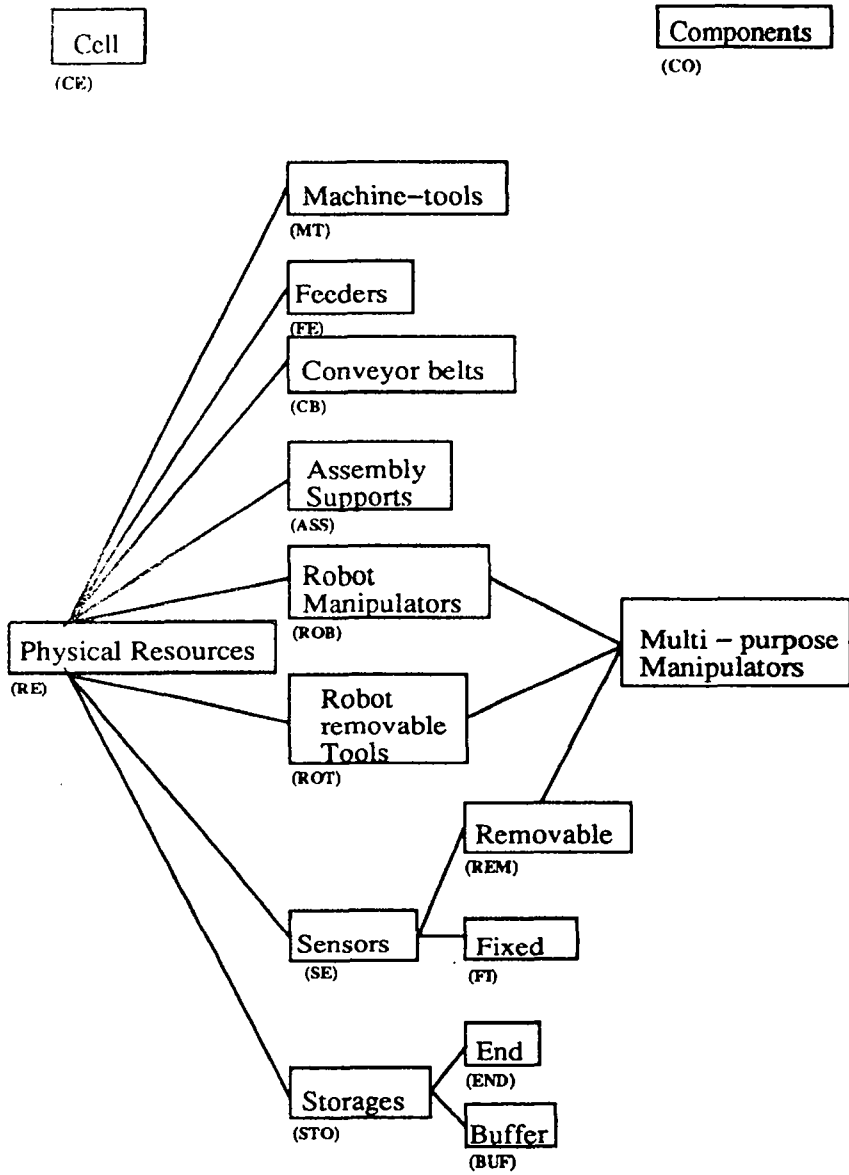 Cell
(CE)
Components
(CO)
Machine-tools
(MT)
Feeders
(FE)
Conveyor belts
(CB)
Assembly
Supports
(ASS)
Robot
Manipulators
(ROB)
Physical Resources
(RE)
Multi - purpose
Manipulators
Robot
removable
Tools
(ROT)
Removable
(REM)
Sensors
(SE)
Fixed
(FI)
End
(END)
Storages
(STO)
Buffer
(BUF)